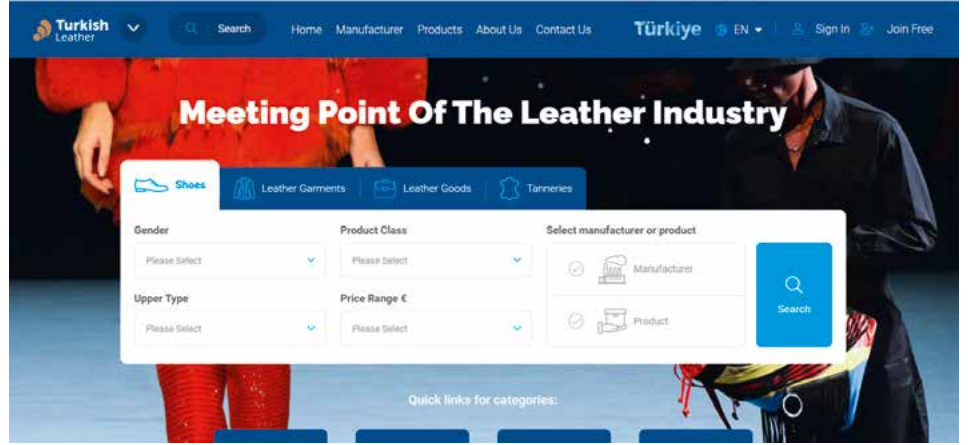 Turkish
Leather
Search
Home Manufacturer Products About Us Contact Us
Türkiye
EN
Sign In
Join Free
Meeting Point Of The Leather Industry
Shoes
Leather Garments
Leather Goods
Tanneries
Gender
Product Class
Select manufacturer or product
Please Select
Please Select
Manufacturer
Upper Type
Price Range €
Please Select
Please Select
Product
Search
Quick links for categories: